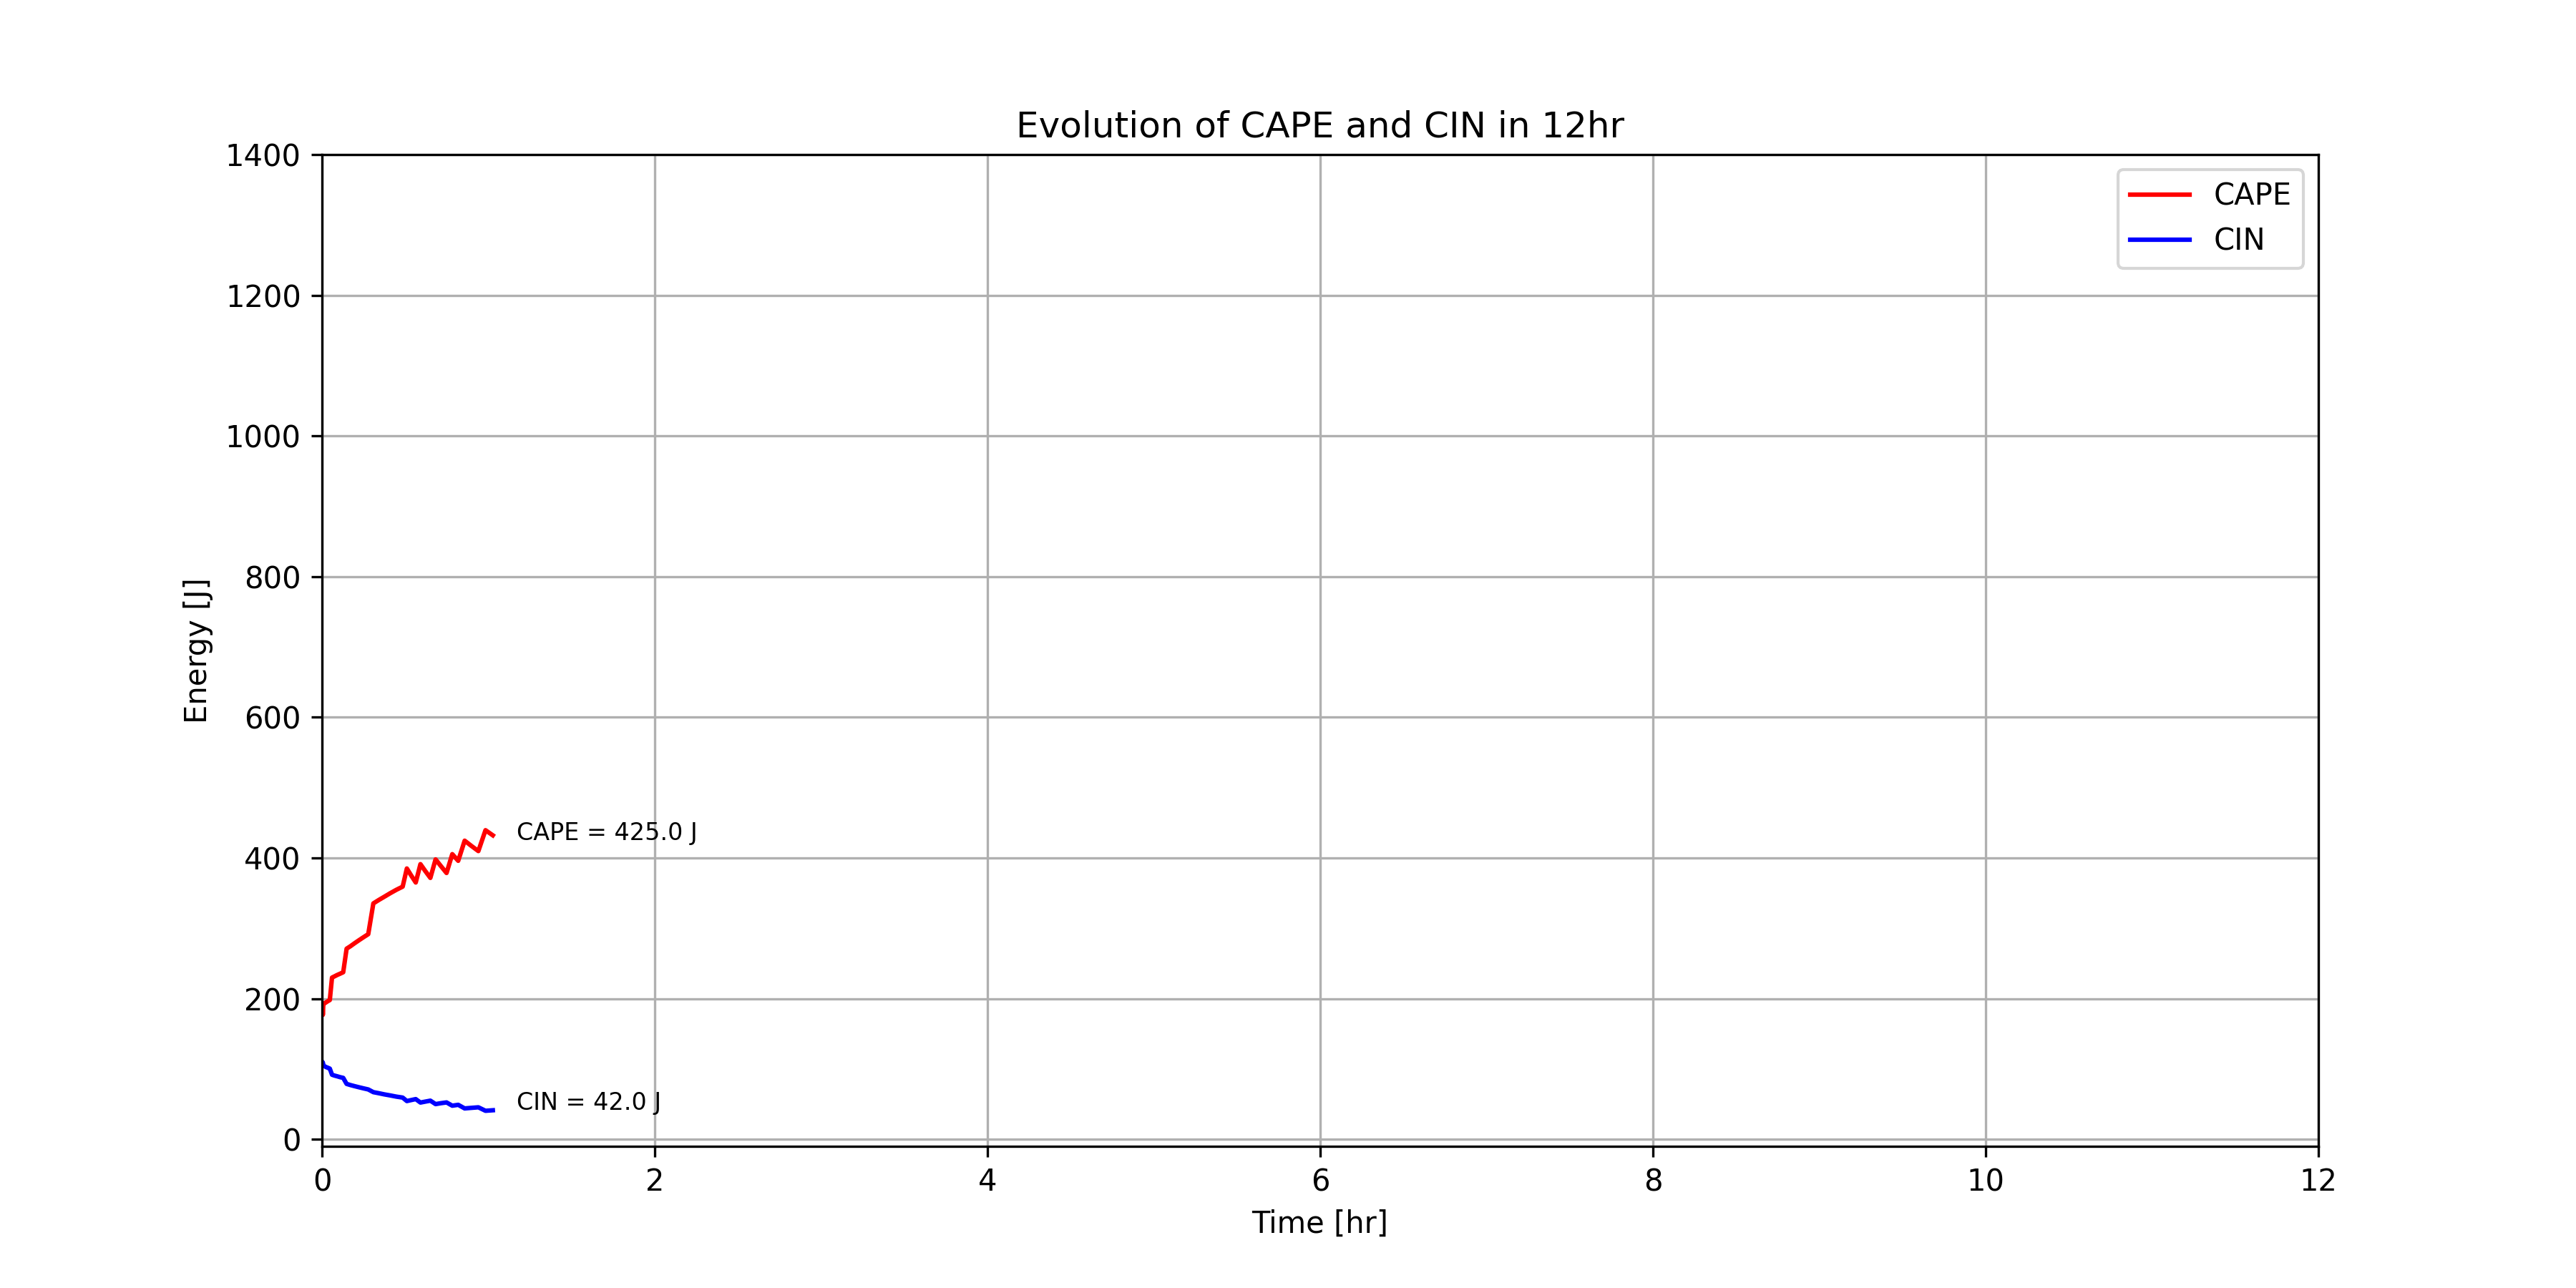 Evolution of CAPE and CIN in 12hr
1400
1200
1000
800
600
400
200
0
Energy [J]
CAPE
CIN
CAPE = 425.0 J
CIN = 42.0 J
0 2 4 6 8 10 12
Time [hr]